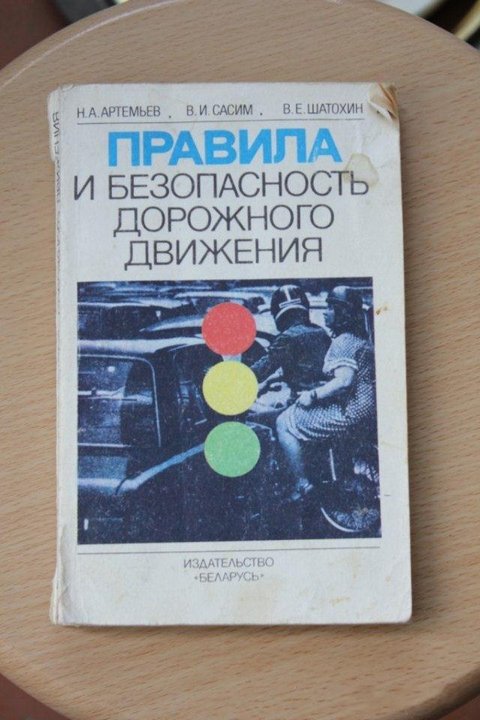 Н.А.АРТЕМЬЕВ, В.И.САСИМ, В.Е.ШАТОХИН
ПРАВИЛА
И БЕЗОПАСНОСТЬ
ДОРОЖНОГО
ДВИЖЕНИЯ
ИЗДАТЕЛЬСТВО
«БЕЛАРУСЬ»